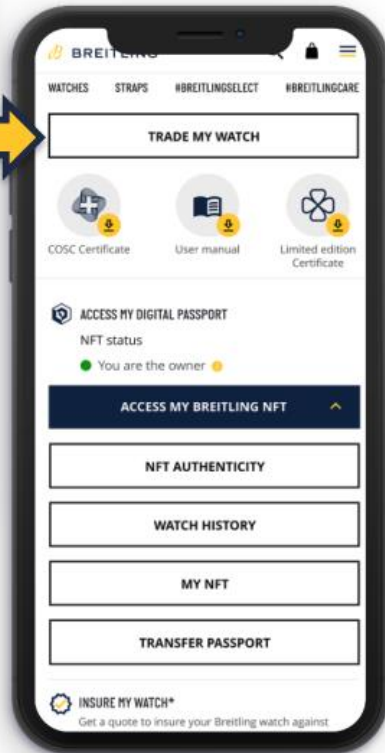 BREITLING
WATCHES STRAPS #BREITLINGSELECT #BREITLINGCARE
TRADE MY WATCH
COSC Certificate User manual Limited edition
Certificate
ACCESS MY DIGITAL PASSPORT
NFT status
You are the owner
ACCESS MY BREITLING NFT
NFT AUTHENTICITY
WATCH HISTORY
MY NFT
TRANSFER PASSPORT
INSURE MY WATCH*
Get a quote to insure your Breitling watch against